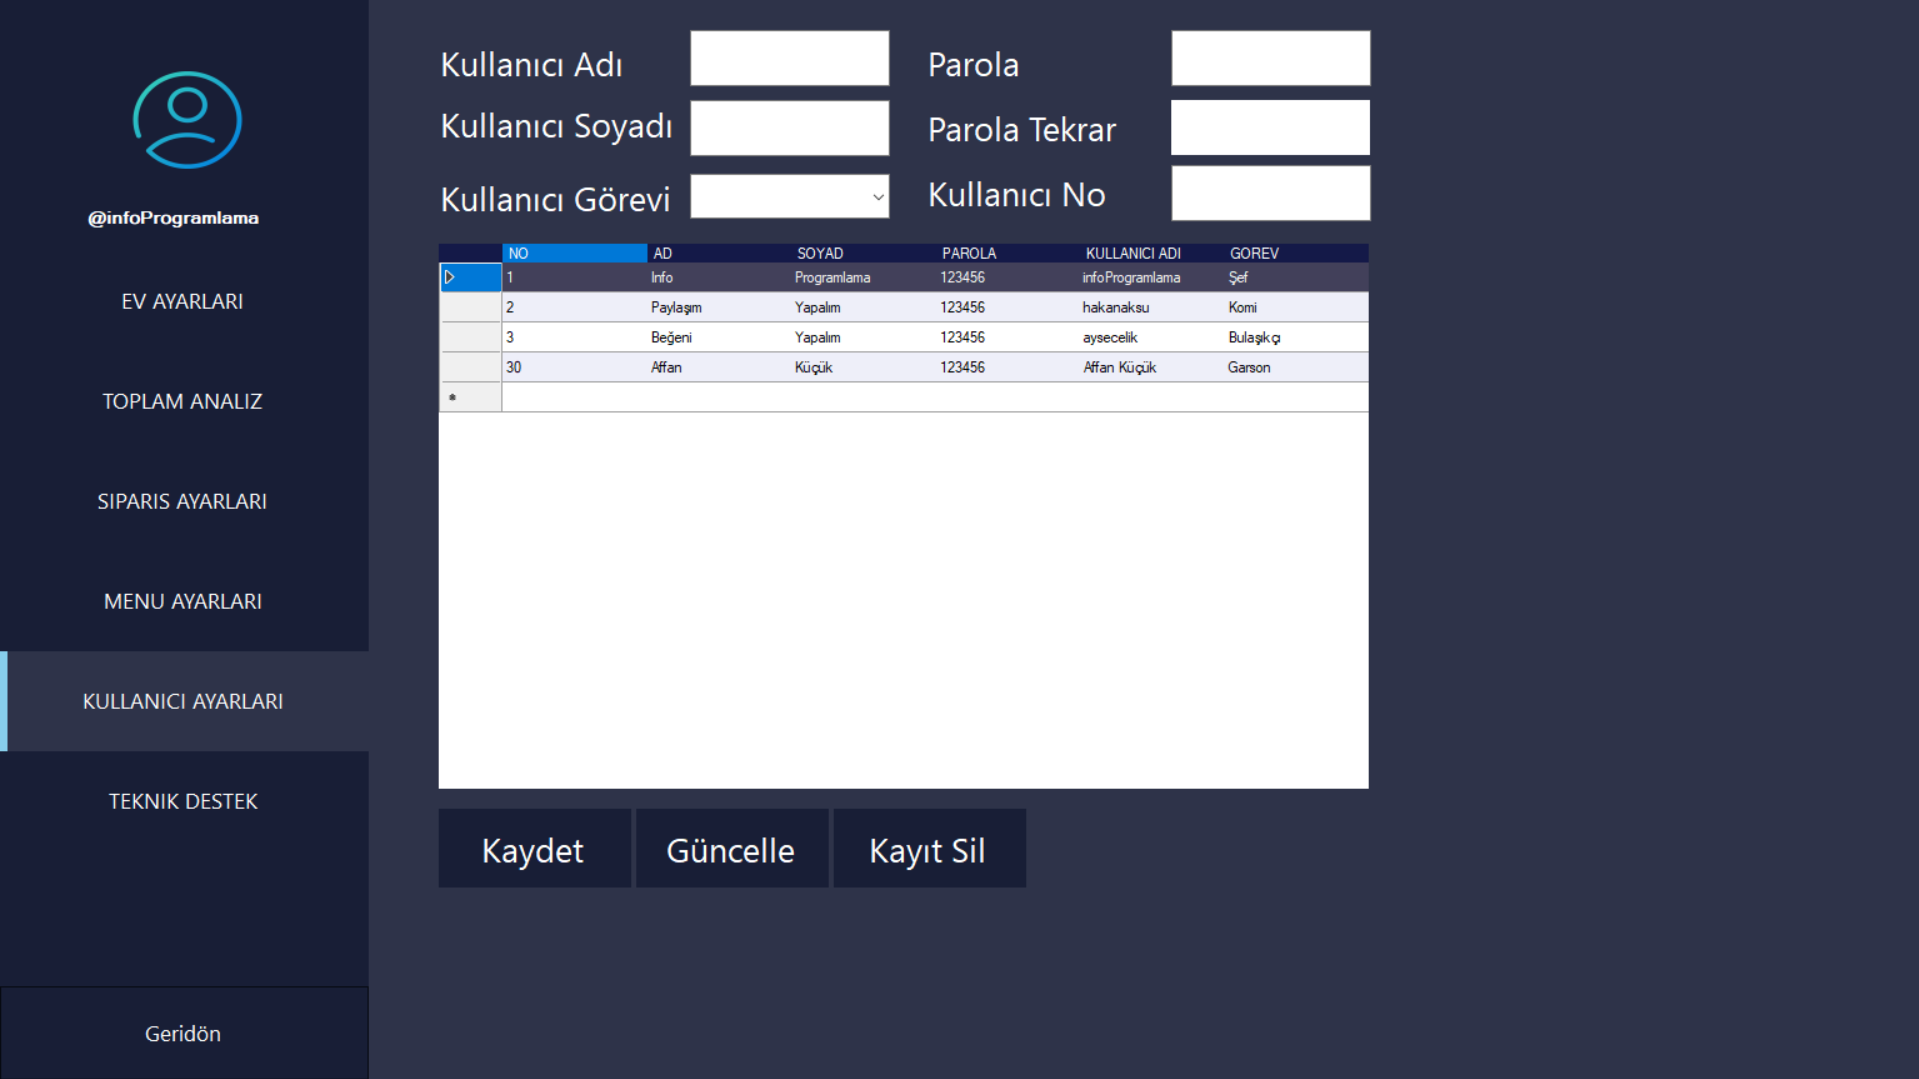 @infoProgramlama
EV AYARLARI
TOPLAM ANALIZ
SIPARIS AYARLARI
MENU AYARLARI
KULLANICI AYARLARI
TEKNIK DESTEK
Geridön
Kullanıcı Adı
Parola
Kullanıcı Soyadı
Parola Tekrar
Kullanıcı Görevi
Kullanıcı No
NO AD SOYAD PAROLA KULLANICI ADI GOREV
1 Info Programlama 123456 infoProgramlama Şef
2 Paylaşım Yapalım 123456 hakanaksu Komi
3 Beğeni Yapalım 123456 aysecelik Bulaşıkçı
30 Affan Küçük 123456 Affan Küçük Garson
*
Kaydet Güncelle Kayıt Sil